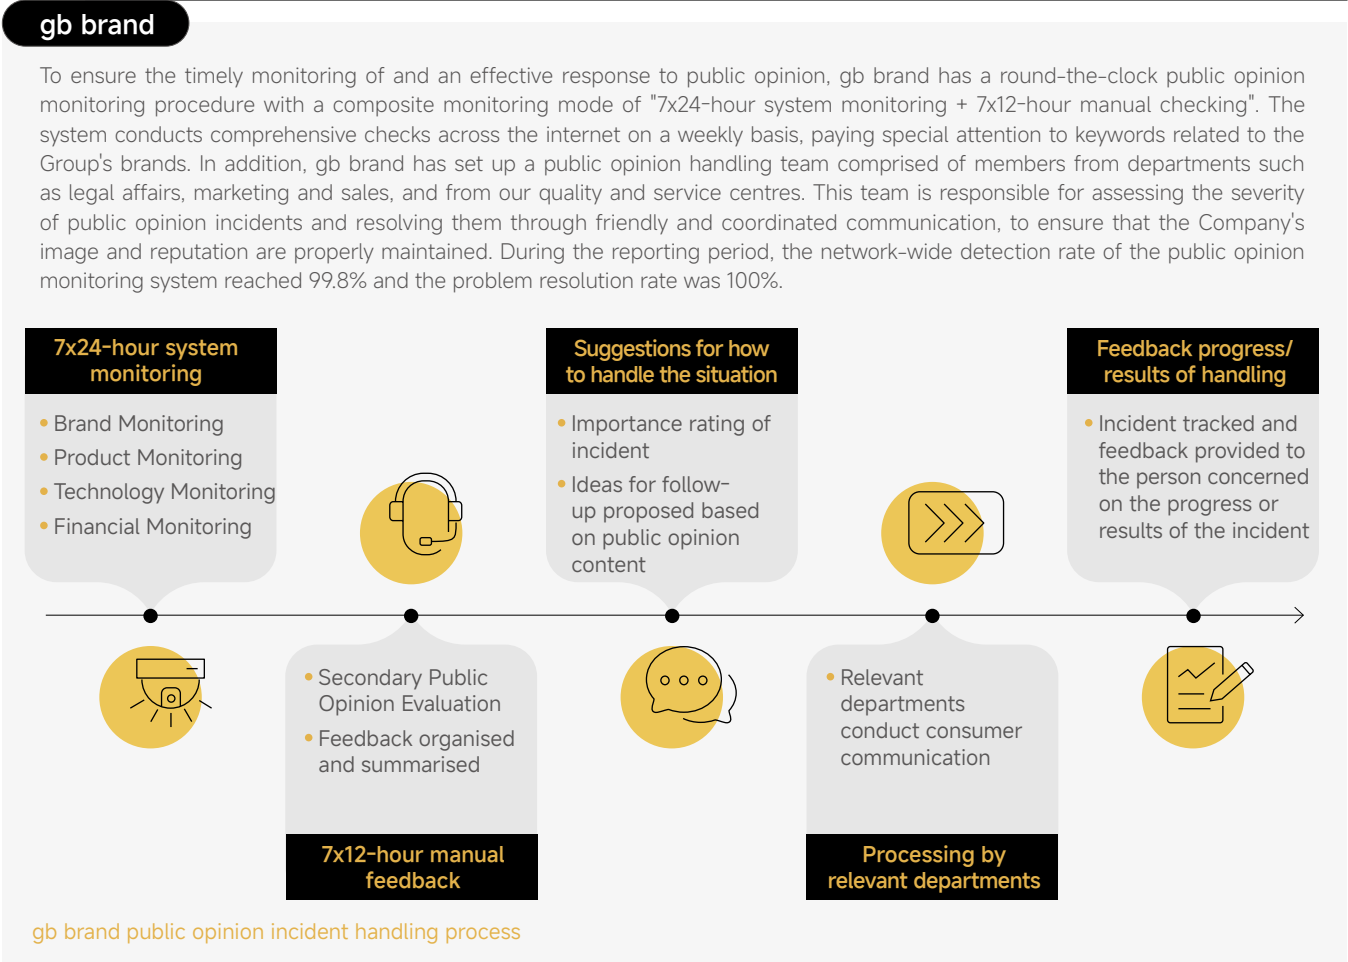 gb brand
To ensure the timely monitoring of and an effective response to public opinion, gb brand has a round-the-clock public opinion
monitoring procedure with a composite monitoring mode of "7x24-hour system monitoring + 7x12-hour manual checking". The
system conducts comprehensive checks across the internet on a weekly basis, paying special attention to keywords related to the
Group's brands. In addition, gb brand has set up a public opinion handling team comprised of members from departments such
as legal affairs, marketing and sales, and from our quality and service centres. This team is responsible for assessing the severity
of public opinion incidents and resolving them through friendly and coordinated communication, to ensure that the Company's
image and reputation are properly maintained. During the reporting period, the network-wide detection rate of the public opinion
monitoring system reached 99.8% and the problem resolution rate was 100%.
7x24-hour system
monitoring
• Brand Monitoring
• Product Monitoring
• Technology Monitoring
• Financial Monitoring
• Secondary Public
Opinion Evaluation
• Feedback organised
and summarised
7x12-hour manual
feedback
Suggestions for how
to handle the situation
• Importance rating of
incident
• Ideas for follow-
up proposed based
on public opinion
content
• Relevant
departments
conduct consumer
communication
Processing by
relevant departments
Feedback progress/
results of handling
• Incident tracked and
feedback provided to
the person concerned
on the progress or
results of the incident
gb brand public opinion incident handling process